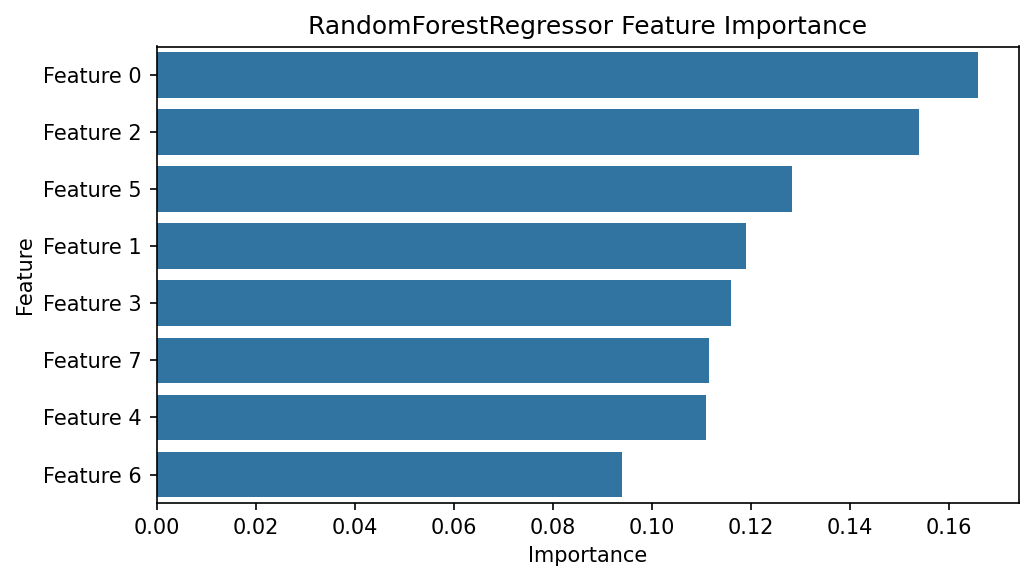 RandomForestRegressor Feature Importance
Feature
Feature 0
Feature 2
Feature 5
Feature 1
Feature 3
Feature 7
Feature 4
Feature 6
0.00 0.02 0.04 0.06 0.08 0.10 0.12 0.14 0.16
Importance